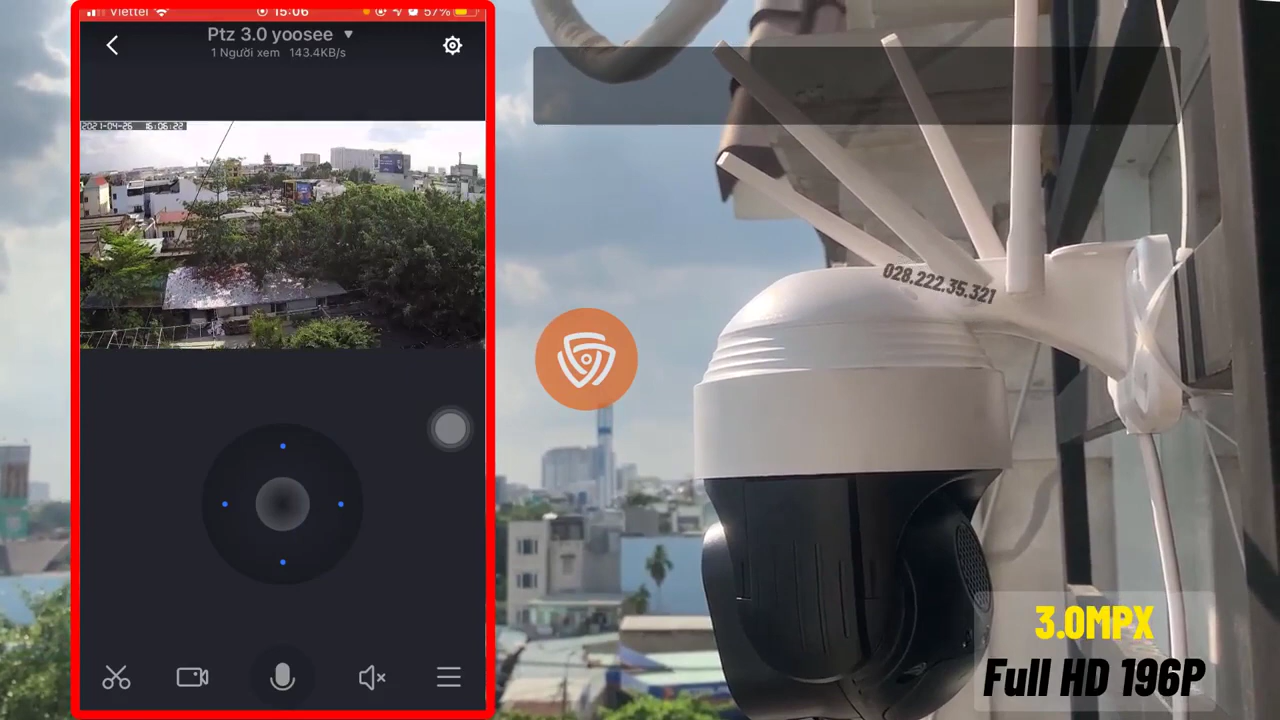 Viettel 15:06 57%
Ptz 3.0 yoosee
1 Người xem 143.4KB/s
2021-04-26 16:06:22
028.222.35.321
3.0MPX
Full HD 196P